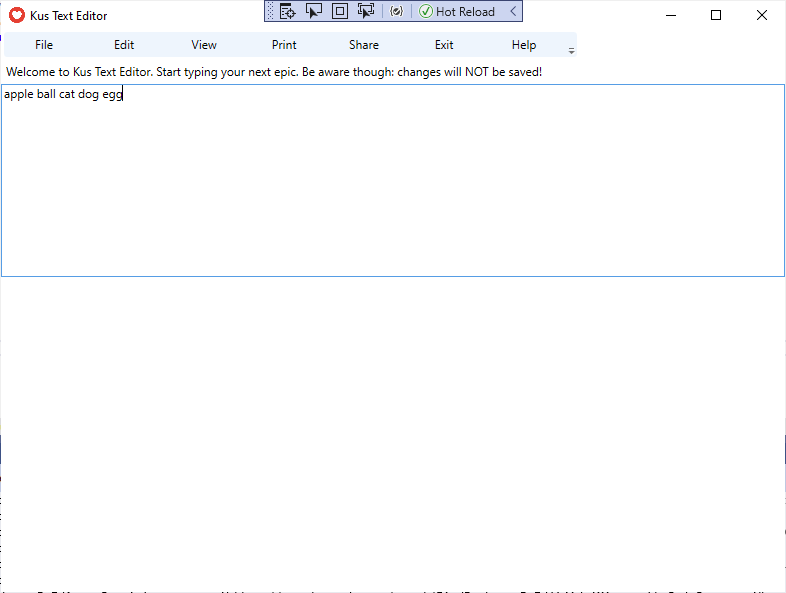 Kus Text Editor
Hot Reload
File Edit View Print Share Exit Help
Welcome to Kus Text Editor. Start typing your next epic. Be aware though: changes will NOT be saved!
apple ball cat dog egg